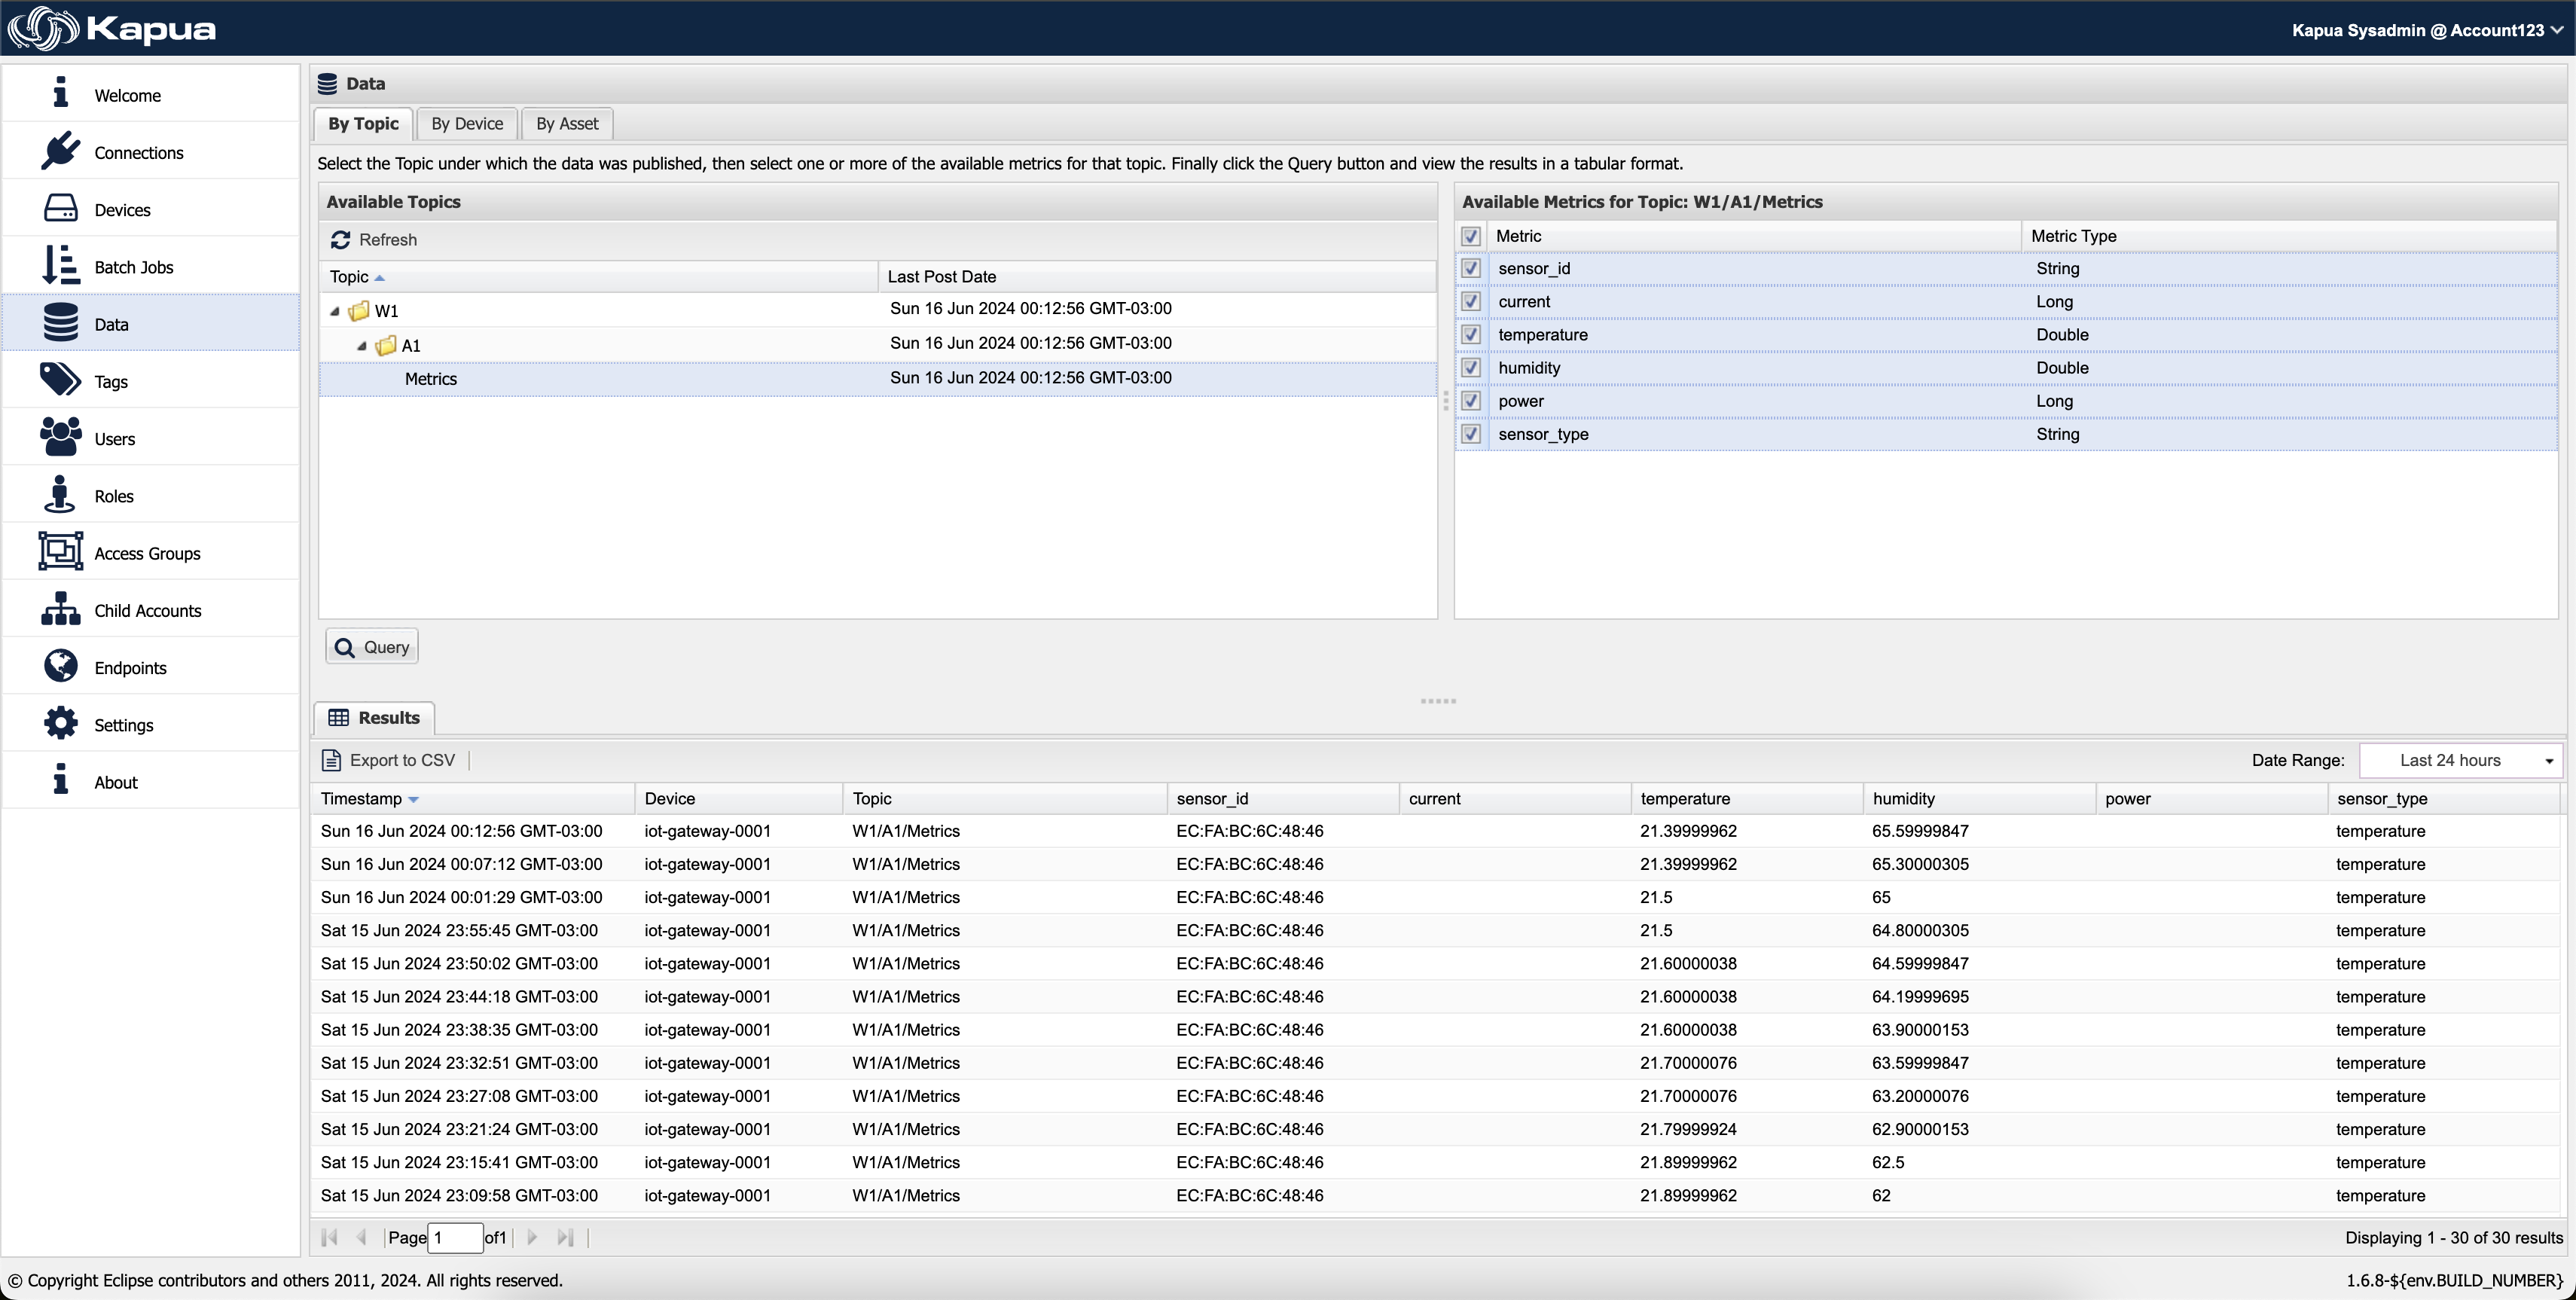 Kapua
Kapua Sysadmin @ Account123
Welcome
Connections
Devices
Batch Jobs
Data
Tags
Users
Roles
Access Groups
Child Accounts
Endpoints
Settings
About
Data
By Topic By Device By Asset
Select the Topic under which the data was published, then select one or more of the available metrics for that topic. Finally click the Query button and view the results in a tabular format.
Available Topics
Refresh
Topic Last Post Date
W1 Sun 16 Jun 2024 00:12:56 GMT-03:00
A1 Sun 16 Jun 2024 00:12:56 GMT-03:00
Metrics Sun 16 Jun 2024 00:12:56 GMT-03:00
Available Metrics for Topic: W1/A1/Metrics
Metric Metric Type
sensor_id String
current Long
temperature Double
humidity Double
power Long
sensor_type String
Query
Results
Export to CSV Date Range: Last 24 hours
Timestamp Device Topic sensor_id current temperature humidity power sensor_type
Sun 16 Jun 2024 00:12:56 GMT-03:00 iot-gateway-0001 W1/A1/Metrics EC:FA:BC:6C:48:46 21.39999962 65.59999847 temperature
Sun 16 Jun 2024 00:07:12 GMT-03:00 iot-gateway-0001 W1/A1/Metrics EC:FA:BC:6C:48:46 21.39999962 65.30000305 temperature
Sun 16 Jun 2024 00:01:29 GMT-03:00 iot-gateway-0001 W1/A1/Metrics EC:FA:BC:6C:48:46 21.5 65 temperature
Sat 15 Jun 2024 23:55:45 GMT-03:00 iot-gateway-0001 W1/A1/Metrics EC:FA:BC:6C:48:46 21.5 64.80000305 temperature
Sat 15 Jun 2024 23:50:02 GMT-03:00 iot-gateway-0001 W1/A1/Metrics EC:FA:BC:6C:48:46 21.60000038 64.59999847 temperature
Sat 15 Jun 2024 23:44:18 GMT-03:00 iot-gateway-0001 W1/A1/Metrics EC:FA:BC:6C:48:46 21.60000038 64.19999695 temperature
Sat 15 Jun 2024 23:38:35 GMT-03:00 iot-gateway-0001 W1/A1/Metrics EC:FA:BC:6C:48:46 21.60000038 63.90000153 temperature
Sat 15 Jun 2024 23:32:51 GMT-03:00 iot-gateway-0001 W1/A1/Metrics EC:FA:BC:6C:48:46 21.70000076 63.59999847 temperature
Sat 15 Jun 2024 23:27:08 GMT-03:00 iot-gateway-0001 W1/A1/Metrics EC:FA:BC:6C:48:46 21.70000076 63.20000076 temperature
Sat 15 Jun 2024 23:21:24 GMT-03:00 iot-gateway-0001 W1/A1/Metrics EC:FA:BC:6C:48:46 21.79999924 62.90000153 temperature
Sat 15 Jun 2024 23:15:41 GMT-03:00 iot-gateway-0001 W1/A1/Metrics EC:FA:BC:6C:48:46 21.89999962 62.5 temperature
Sat 15 Jun 2024 23:09:58 GMT-03:00 iot-gateway-0001 W1/A1/Metrics EC:FA:BC:6C:48:46 21.89999962 62 temperature
Page 1 of1 Displaying 1 - 30 of 30 results
© Copyright Eclipse contributors and others 2011, 2024. All rights reserved. 1.6.8-${env.BUILD_NUMBER}